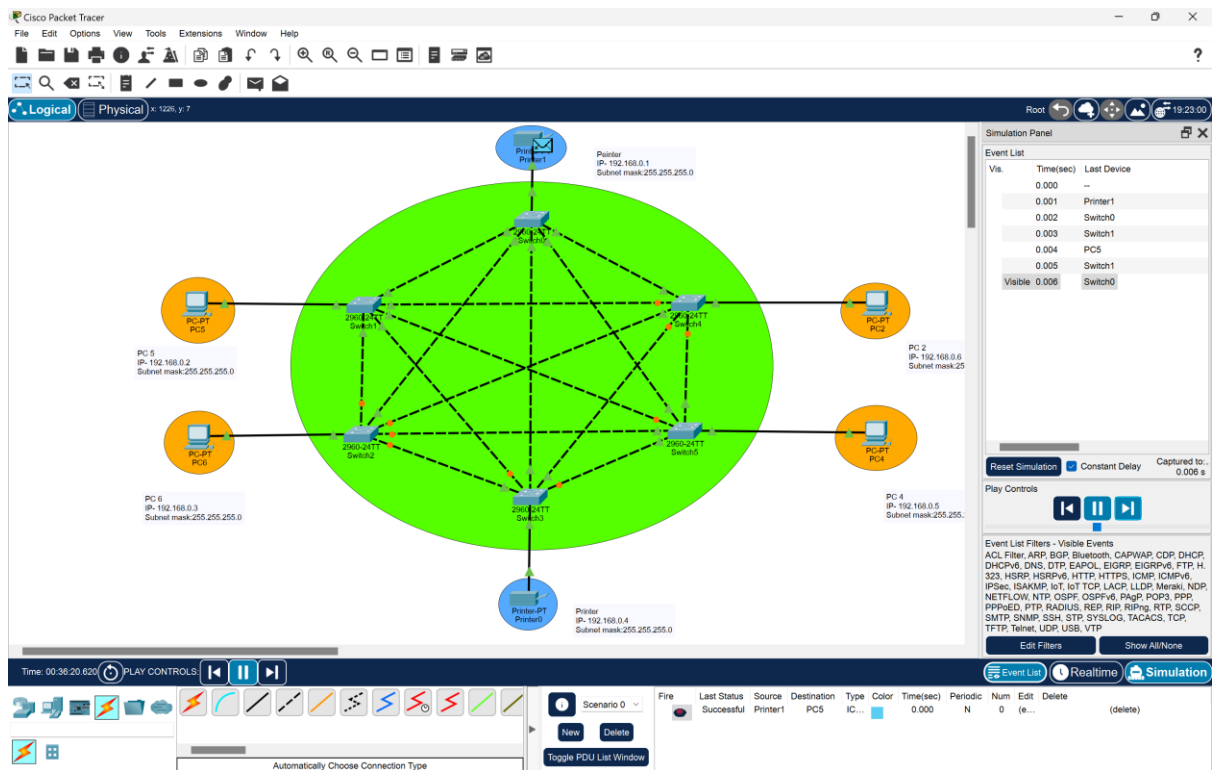 Cisco Packet Tracer
File Edit Options View Tools Extensions Window Help
?
Logical Physical x: 1226, y: 7 Root 19:23:00
Printer1
Peinter
IP- 192.168.0.1
Subnet mask:255.255.255.0
2960-24TT
Switch0
PC-PT
PC5
PC 5
IP- 192.168.0.2
Subnet mask:255.255.255.0
2960-24TT
Switch1
2960-24TT
Switch4
PC-PT
PC2
PC 2
IP- 192.168.0.6
Subnet mask:25
PC-PT
PC6
PC 6
IP- 192.168.0.3
Subnet mask:255.255.255.0
2960-24TT
Switch2
2960-24TT
Switch5
PC-PT
PC4
PC 4
IP- 192.168.0.5
Subnet mask:255.255.255.
2960-24TT
Switch3
Printer-PT
Printer0
Printer
IP- 192.168.0.4
Subnet mask:255.255.255.0
Simulation Panel
Event List
Vis. Time(sec) Last Device
0.000 --
0.001 Printer1
0.002 Switch0
0.003 Switch1
0.004 PC5
0.005 Switch1
Visible 0.006 Switch0
Reset Simulation Constant Delay Captured to:.
0.006 s
Play Controls
Event List Filters - Visible Events
ACL Filter, ARP, BGP, Bluetooth, CAPWAP, CDP, DHCP,
DHCPv6, DNS, DTP, EAPOL, EIGRP, EIGRPv6, FTP, H.
323, HSRP, HSRPv6, HTTP, HTTPS, ICMP, ICMPv6,
IPSec, ISAKMP, IoT, IoT TCP, LACP, LLDP, Meraki, NDP,
NETFLOW, NTP, OSPF, OSPFv6, PAgP, POP3, PPP,
PPPoED, PTP, RADIUS, REP, RIP, RIPng, RTP, SCCP,
SMTP, SNMP, SSH, STP, SYSLOG, TACACS, TCP,
TFTP, Telnet, UDP, USB, VTP
Edit Filters Show All/None
Time: 00:36:20.620 PLAY CONTROLS: Event List Realtime Simulation
Scenario 0
New Delete
Toggle PDU List Window
Fire Last Status Source Destination Type Color Time(sec) Periodic Num Edit Delete
Successful Printer1 PC5 IC... 0.000 N 0 (e... (delete)
Automatically Choose Connection Type